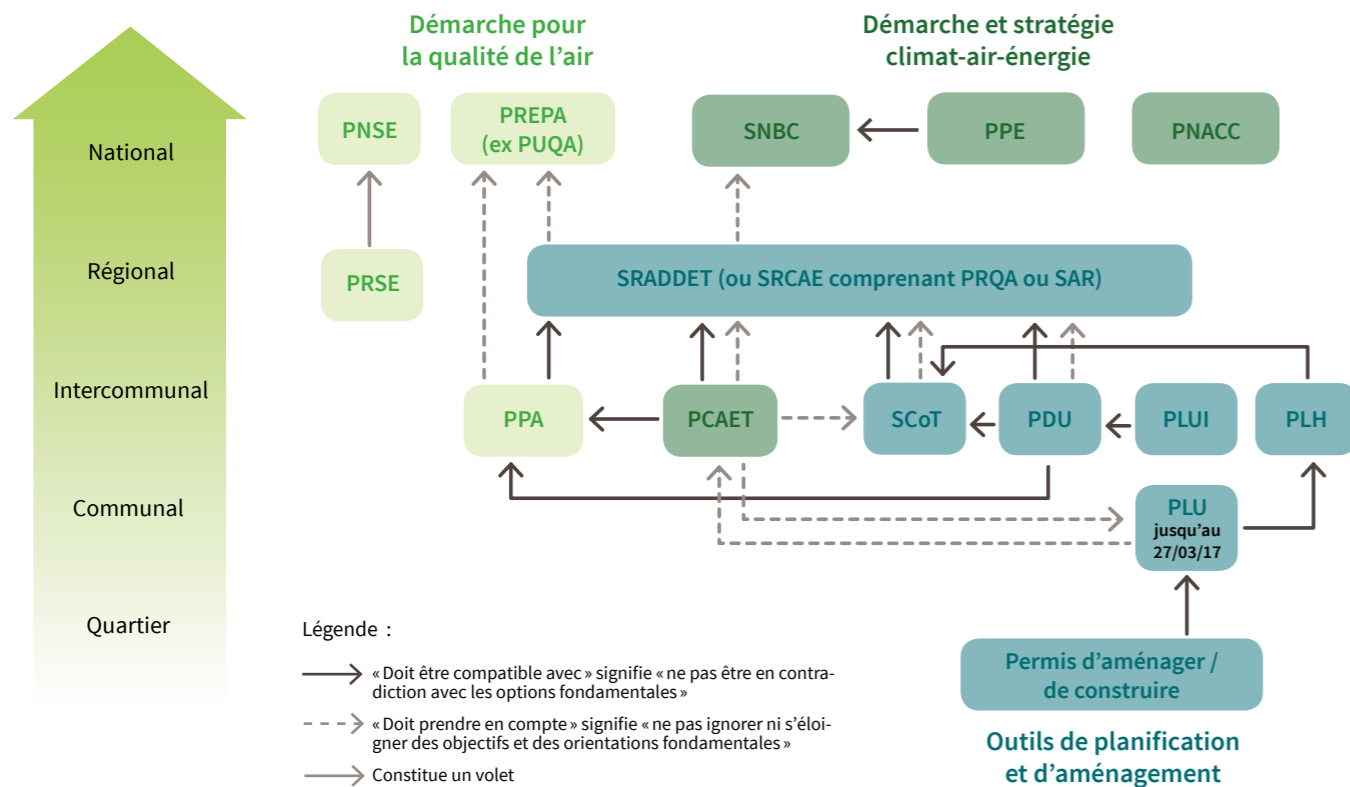 Démarche pour
la qualité de l’air
Démarche et stratégie
climat-air-énergie
National
PNSE
PREPA
(ex PUQA)
SNBC
PPE
PNACC
Régional
PRSE
SRADDET (ou SRCAE comprenant PRQA ou SAR)
Intercommunal
PPA
PCAET
SCoT
PDU
PLUI
PLH
Communal
PLU
jusqu’au
27/03/17
Quartier
Permis d’aménager /
de construire
Outils de planification
et d’aménagement
Légende :
« Doit être compatible avec » signifie « ne pas être en contra-
diction avec les options fondamentales »
« Doit prendre en compte » signifie « ne pas ignorer ni s’éloi-
gner des objectifs et des orientations fondamentales »
Constitue un volet